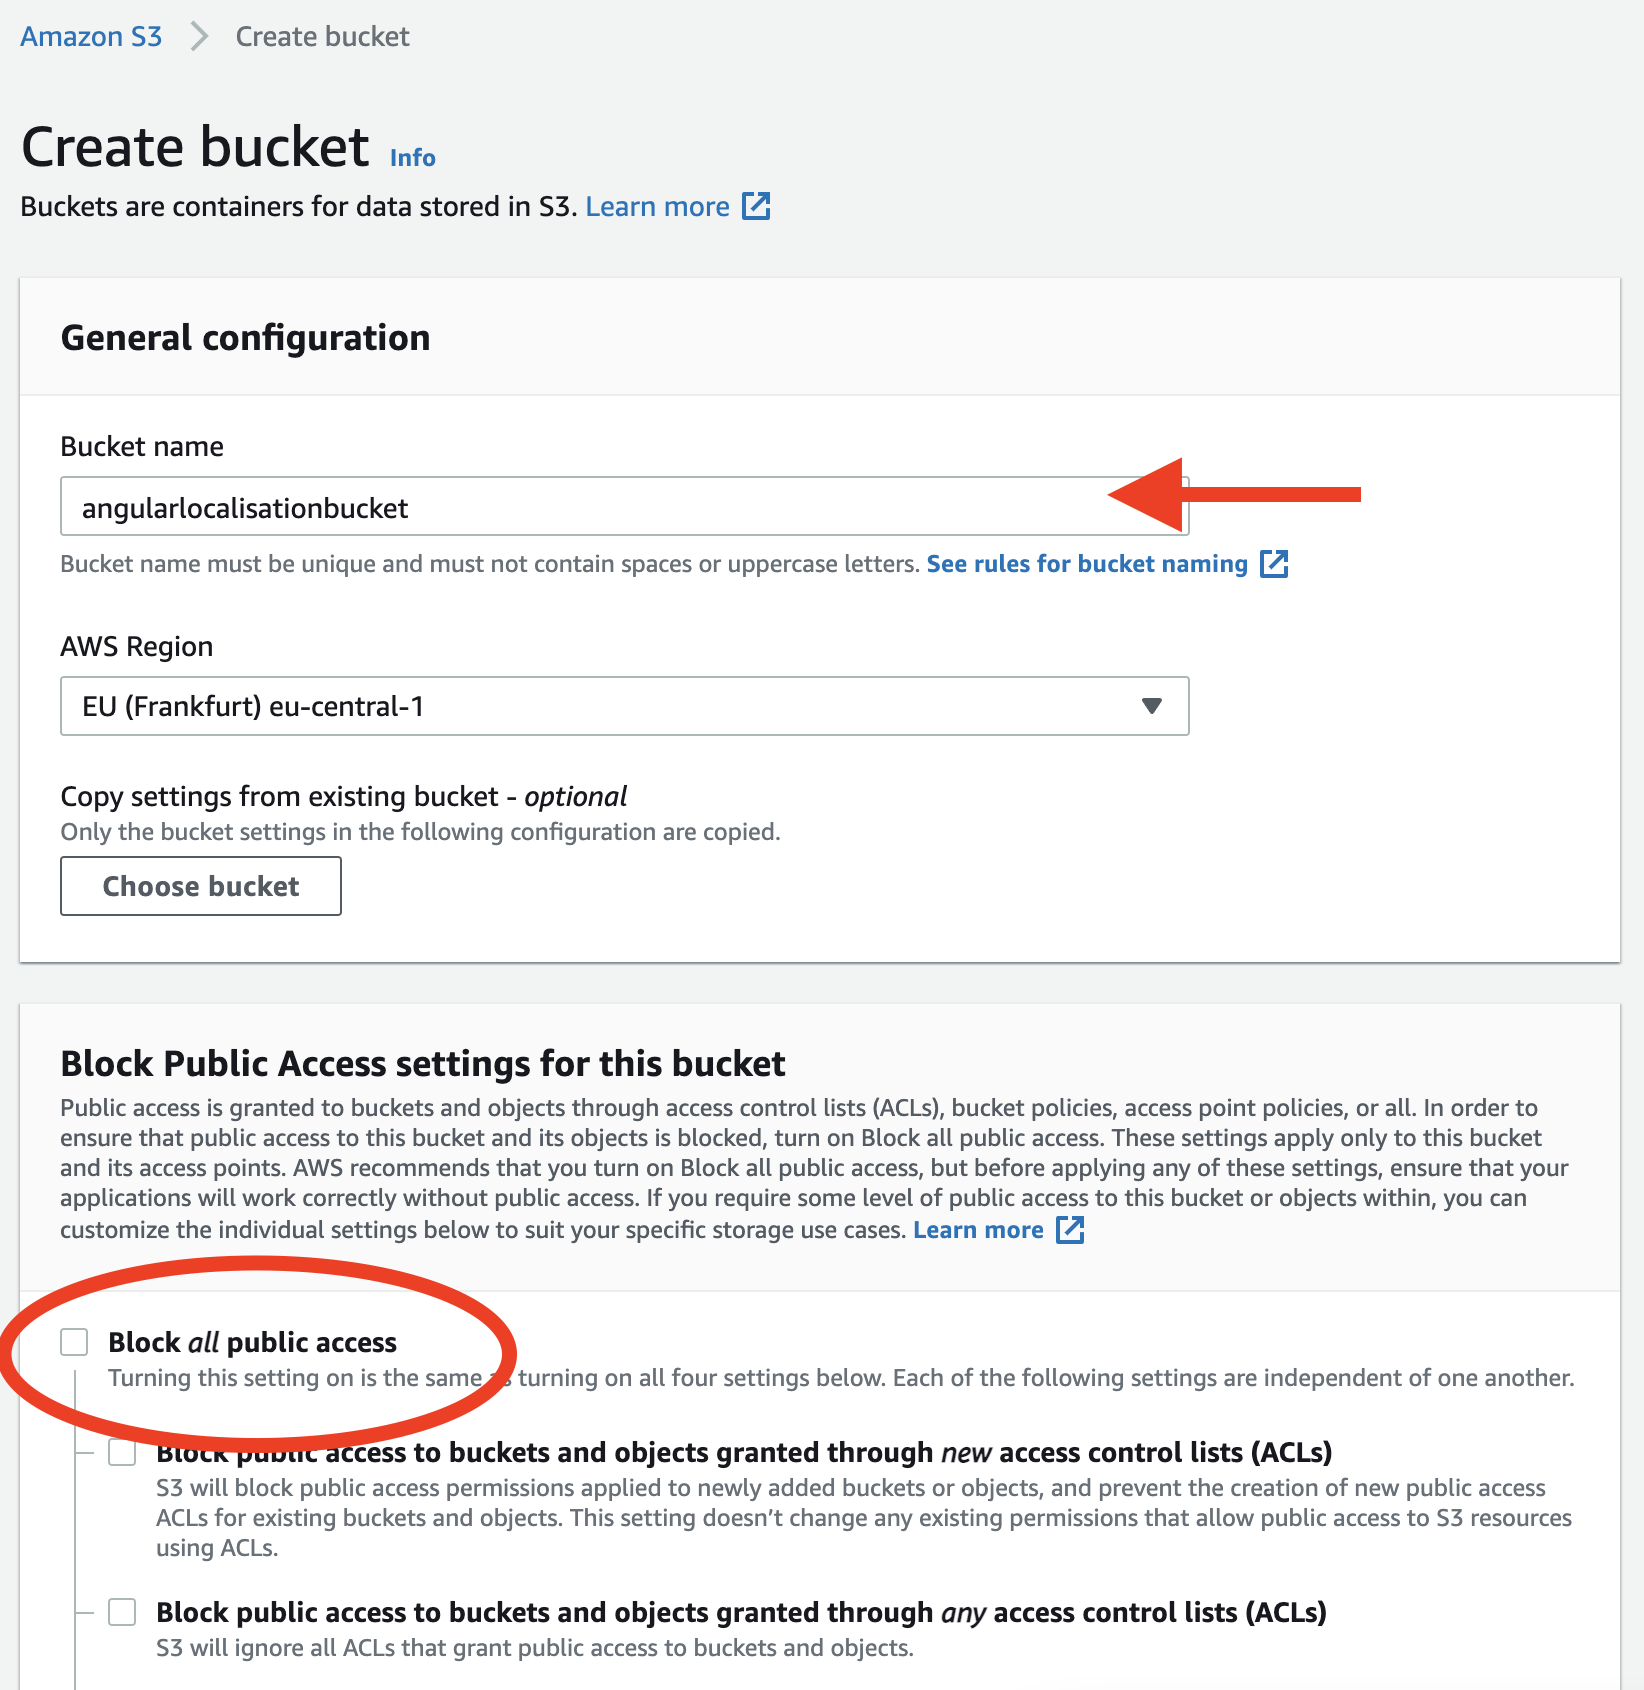 Amazon S3 > Create bucket
Create bucket Info
Buckets are containers for data stored in S3. Learn more
General configuration
Bucket name
angularlocalisationbucket
Bucket name must be unique and must not contain spaces or uppercase letters. See rules for bucket naming
AWS Region
EU (Frankfurt) eu-central-1
Copy settings from existing bucket - optional
Only the bucket settings in the following configuration are copied.
Choose bucket
Block Public Access settings for this bucket
Public access is granted to buckets and objects through access control lists (ACLs), bucket policies, access point policies, or all. In order to
ensure that public access to this bucket and its objects is blocked, turn on Block all public access. These settings apply only to this bucket
and its access points. AWS recommends that you turn on Block all public access, but before applying any of these settings, ensure that your
applications will work correctly without public access. If you require some level of public access to this bucket or objects within, you can
customize the individual settings below to suit your specific storage use cases. Learn more
Block all public access
Turning this setting on is the same as turning on all four settings below. Each of the following settings are independent of one another.
Block public access to buckets and objects granted through new access control lists (ACLs)
S3 will block public access permissions applied to newly added buckets or objects, and prevent the creation of new public access
ACLs for existing buckets and objects. This setting doesn’t change any existing permissions that allow public access to S3 resources
using ACLs.
Block public access to buckets and objects granted through any access control lists (ACLs)
S3 will ignore all ACLs that grant public access to buckets and objects.